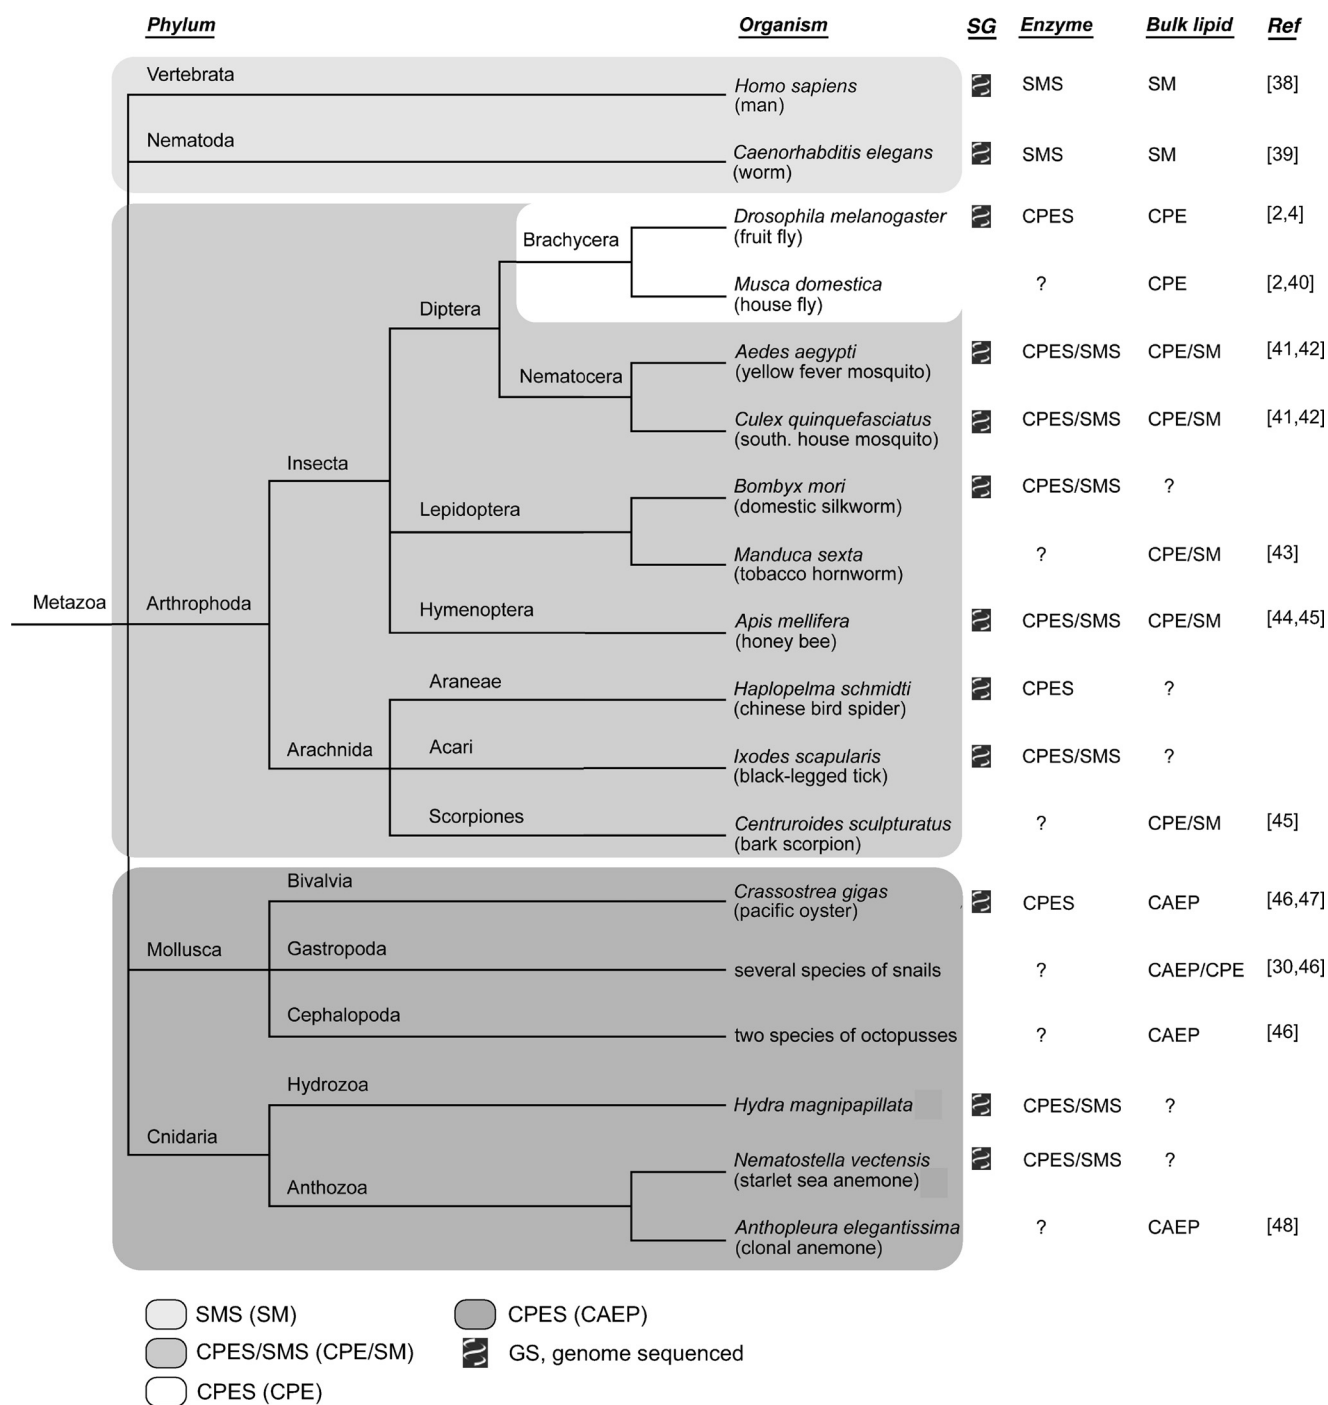 Phylum Organism SG Enzyme Bulk lipid Ref
Vertebrata
Homo sapiens SMS SM [38]
(man)
Nematoda
Caenorhabditis elegans SMS SM [39]
(worm)
Drosophila melanogaster CPES CPE [2,4]
(fruit fly)
Brachycera
Musca domestica ? CPE [2,40]
(house fly)
Diptera
Aedes aegypti CPES/SMS CPE/SM [41,42]
(yellow fever mosquito)
Nematocera
Culex quinquefasciatus CPES/SMS CPE/SM [41,42]
(south. house mosquito)
Insecta
Bombyx mori CPES/SMS ?
(domestic silkworm)
Lepidoptera
Manduca sexta ? CPE/SM [43]
(tobacco hornworm)
Metazoa Arthrophoda Hymenoptera
Apis mellifera CPES/SMS CPE/SM [44,45]
(honey bee)
Araneae
Haplopelma schmidti CPES ?
(chinese bird spider)
Arachnida Acari
Ixodes scapularis CPES/SMS ?
(black-legged tick)
Scorpiones
Centruroides sculpturatus ? CPE/SM [45]
(bark scorpion)
Bivalvia
Crassostrea gigas CPES CAEP [46,47]
(pacific oyster)
Mollusca Gastropoda
several species of snails ? CAEP/CPE [30,46]
Cephalopoda
two species of octopusses ? CAEP [46]
Hydrozoa
Hydra magnipapillata CPES/SMS ?
Cnidaria
Nematostella vectensis CPES/SMS ?
(starlet sea anemone)
Anthozoa
Anthopleura elegantissima ? CAEP [48]
(clonal anemone)
SMS (SM) CPES (CAEP)
CPES/SMS (CPE/SM) GS, genome sequenced
CPES (CPE)